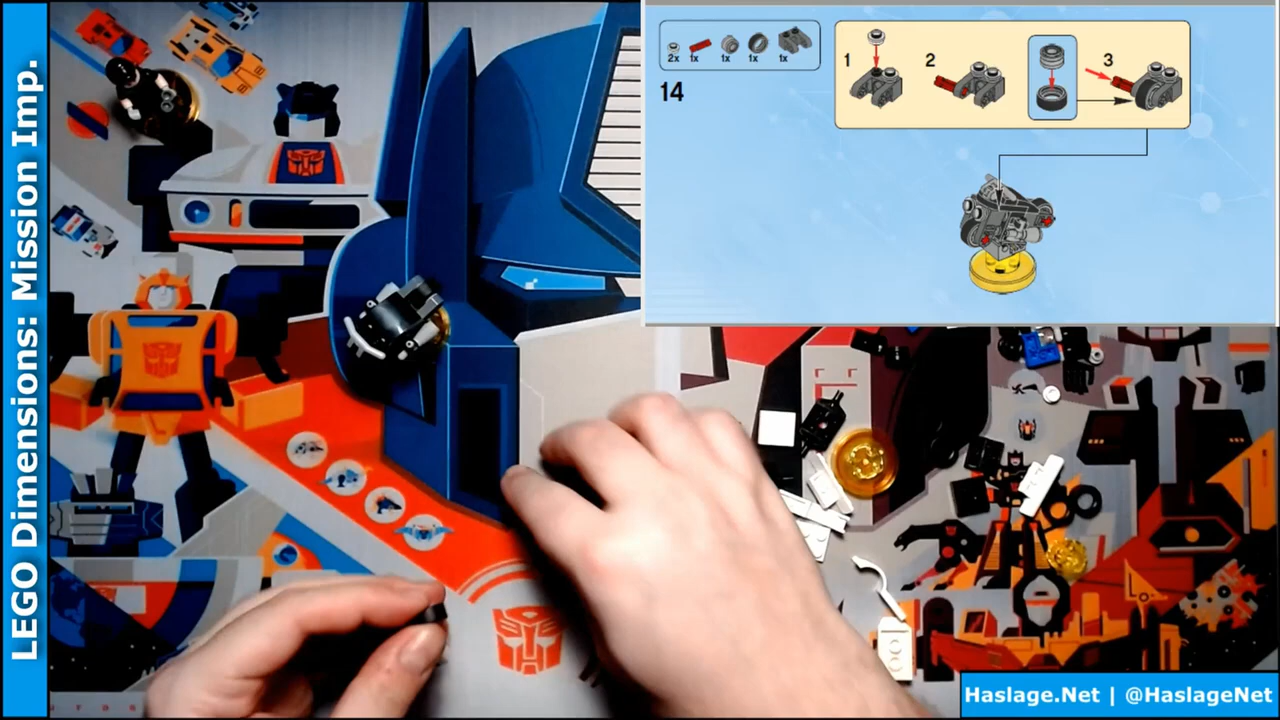 LEGO Dimensions: Mission Imp.
2x 1x 1x 1x 1x
14
1 2 3
Haslage.Net | @HaslageNet